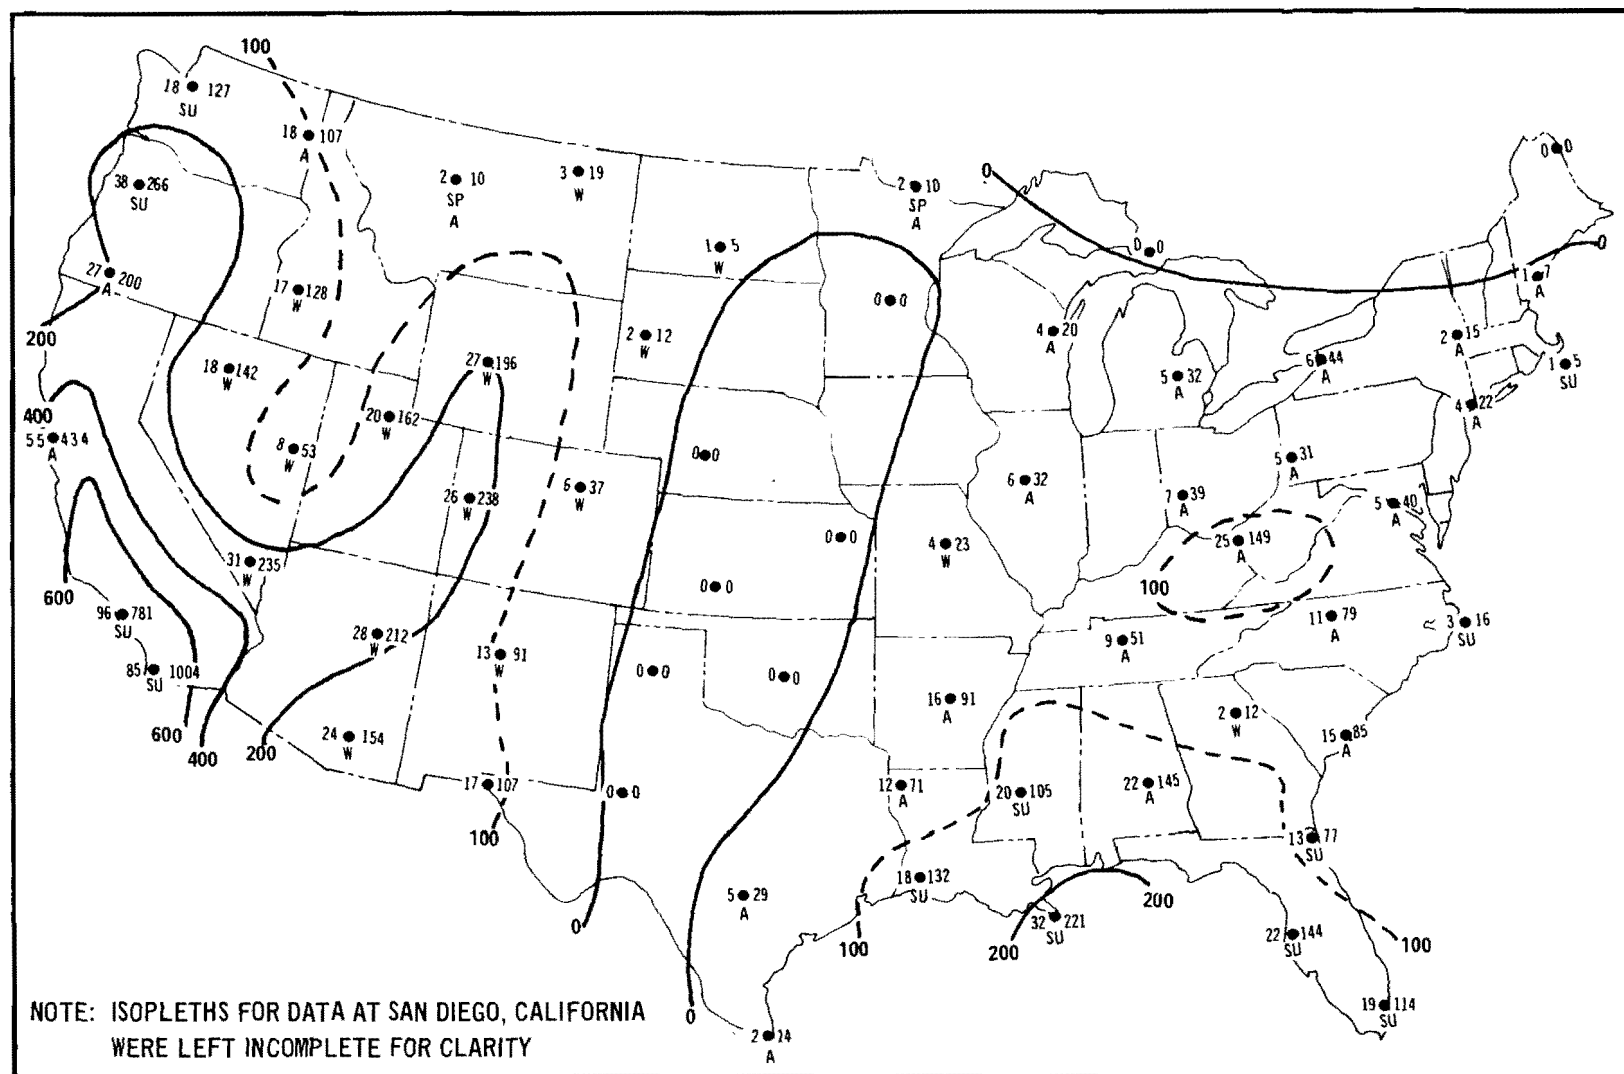 100
18 127
SU
18 107
A
38 266
SU
2 10
SP
A
3 19
W
2 10
SP
A
0
0 0
0 0
0
1 5
W
27 200
A
17 128
W
0 0
1 7
A
200
2 12
W
4 20
A
6 44
A
2 15
A
1 5
SU
18 142
W
27 196
W
5 32
A
400
55 434
A
20 162
W
4 22
A
8 53
W
0 0
5 31
A
26 238
W
6 37
W
6 32
A
7 39
A
5 40
A
0 0
4 23
W
25 149
A
31 235
W
600
0 0
100
96 781
SU
11 79
A
3 16
SU
28 212
W
13 91
W
9 51
A
85 1004
SU
0 0
0 0
16 91
A
2 12
W
600
400
200
24 154
W
15 85
A
17 107
0 0
12 71
A
20 105
SU
22 145
A
100
13 77
SU
18 132
SU
5 29
A
200
0
100
200
32 221
SU
22 144
SU
100
NOTE: ISOPLETHS FOR DATA AT SAN DIEGO, CALIFORNIA
WERE LEFT INCOMPLETE FOR CLARITY
0
19 114
SU
2 14
A